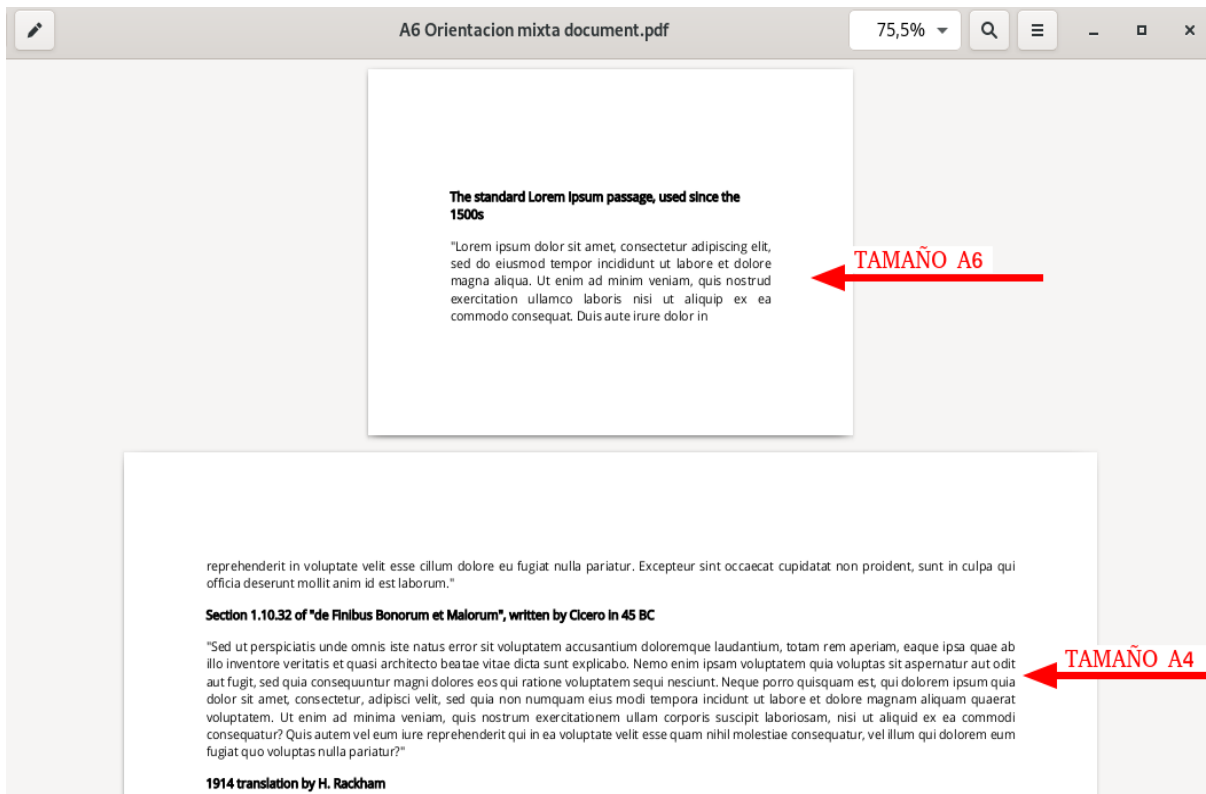 A6 Orientacion mixta document.pdf
75,5%
The standard Lorem Ipsum passage, used since the
1500s
"Lorem ipsum dolor sit amet, consectetur adipiscing elit,
sed do eiusmod tempor incididunt ut labore et dolore
magna aliqua. Ut enim ad minim veniam, quis nostrud
exercitation ullamco laboris nisi ut aliquip ex ea
commodo consequat. Duis aute irure dolor in
TAMAÑO A6
reprehenderit in voluptate velit esse cillum dolore eu fugiat nulla pariatur. Excepteur sint occaecat cupidatat non proident, sunt in culpa qui
officia deserunt mollit anim id est laborum."
Section 1.10.32 of "de Finibus Bonorum et Malorum", written by Cicero in 45 BC
"Sed ut perspiciatis unde omnis iste natus error sit voluptatem accusantium doloremque laudantium, totam rem aperiam, eaque ipsa quae ab
illo inventore veritatis et quasi architecto beatae vitae dicta sunt explicabo. Nemo enim ipsam voluptatem quia voluptas sit aspernatur aut odit
aut fugit, sed quia consequuntur magni dolores eos qui ratione voluptatem sequi nesciunt. Neque porro quisquam est, qui dolorem ipsum quia
dolor sit amet, consectetur, adipisci velit, sed quia non numquam eius modi tempora incidunt ut labore et dolore magnam aliquam quaerat
voluptatem. Ut enim ad minima veniam, quis nostrum exercitationem ullam corporis suscipit laboriosam, nisi ut aliquid ex ea commodi
consequatur? Quis autem vel eum iure reprehenderit qui in ea voluptate velit esse quam nihil molestiae consequatur, vel illum qui dolorem eum
fugiat quo voluptas nulla pariatur?"
TAMAÑO A4
1914 translation by H. Rackham